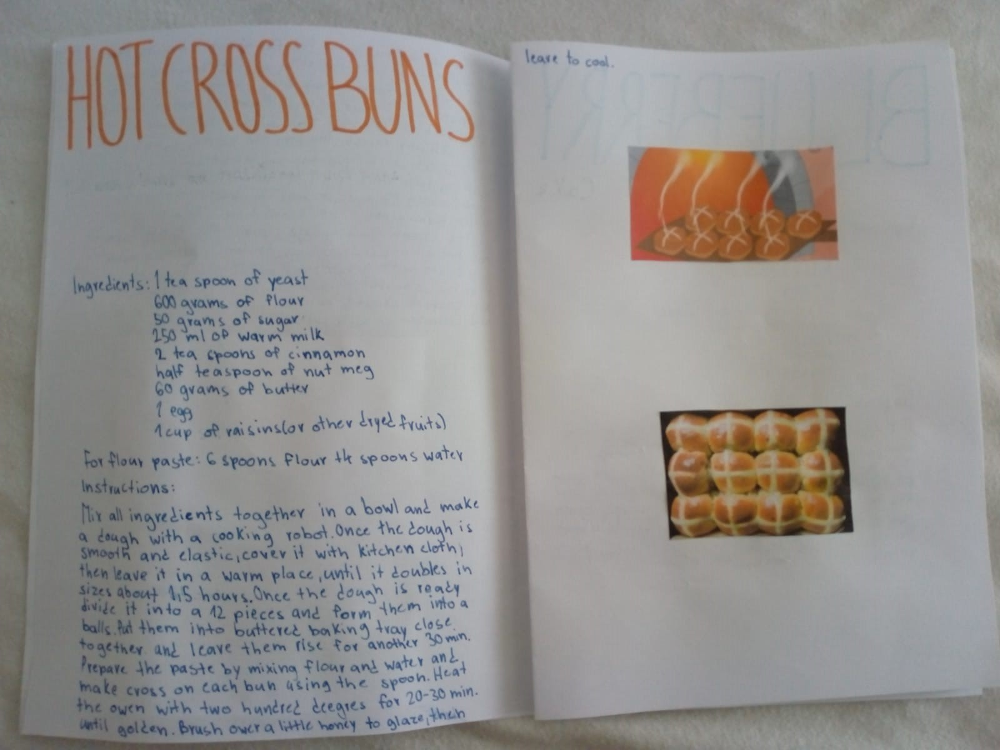 HOT CROSS BUNS
Ingredients: 1 tea spoon of yeast
600 grams of flour
50 grams of sugar
250 ml of warm milk
2 tea spoons of cinnamon
half teaspoon of nut meg
60 grams of butter
1 egg
1 cup of raisins(or other dryed fruits)
For flour paste: 6 spoons flour +4 spoons water
Instructions:
Mix all ingredients together in a bowl and make
a dough with a cooking robot. Once the dough is
smooth and elastic, cover it with kitchen cloth,
then leave it in a warm place, until it doubles in
sizes about 1,5 hours. Once the dough is ready
divide it into a 12 pieces and form them into a
balls. Put them into buttered baking tray close
together and leave them rise for another 30 min.
Prepare the paste by mixing flour and water and
make cross on each bun using the spoon. Heat
the owen with two hundred deegres for 20-30 min.
until golden. Brush ower a little honey to glaze, then
leave to cool.
BLUEBERRY